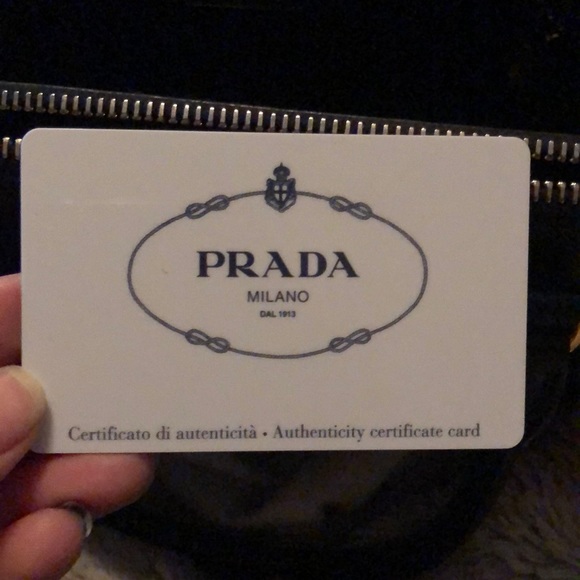 PRADA
MILANO
DAL 1913
Certificato di autenticità • Authenticity certificate card